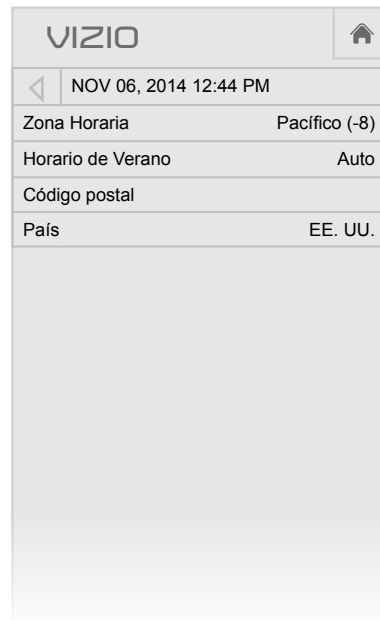 VIZIO
NOV 06, 2014 12:44 PM
Zona Horaria Pacífico (-8)
Horario de Verano Auto
Código postal
País EE. UU.